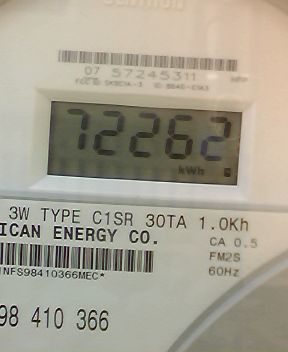 CENTRON
07 57245311
72262
kWh
3W TYPE C1SR 30TA 1.0Kh
ICAN ENERGY CO.
CA 0.5
FM2S
60Hz
INFS98410366MEC*
98 410 366